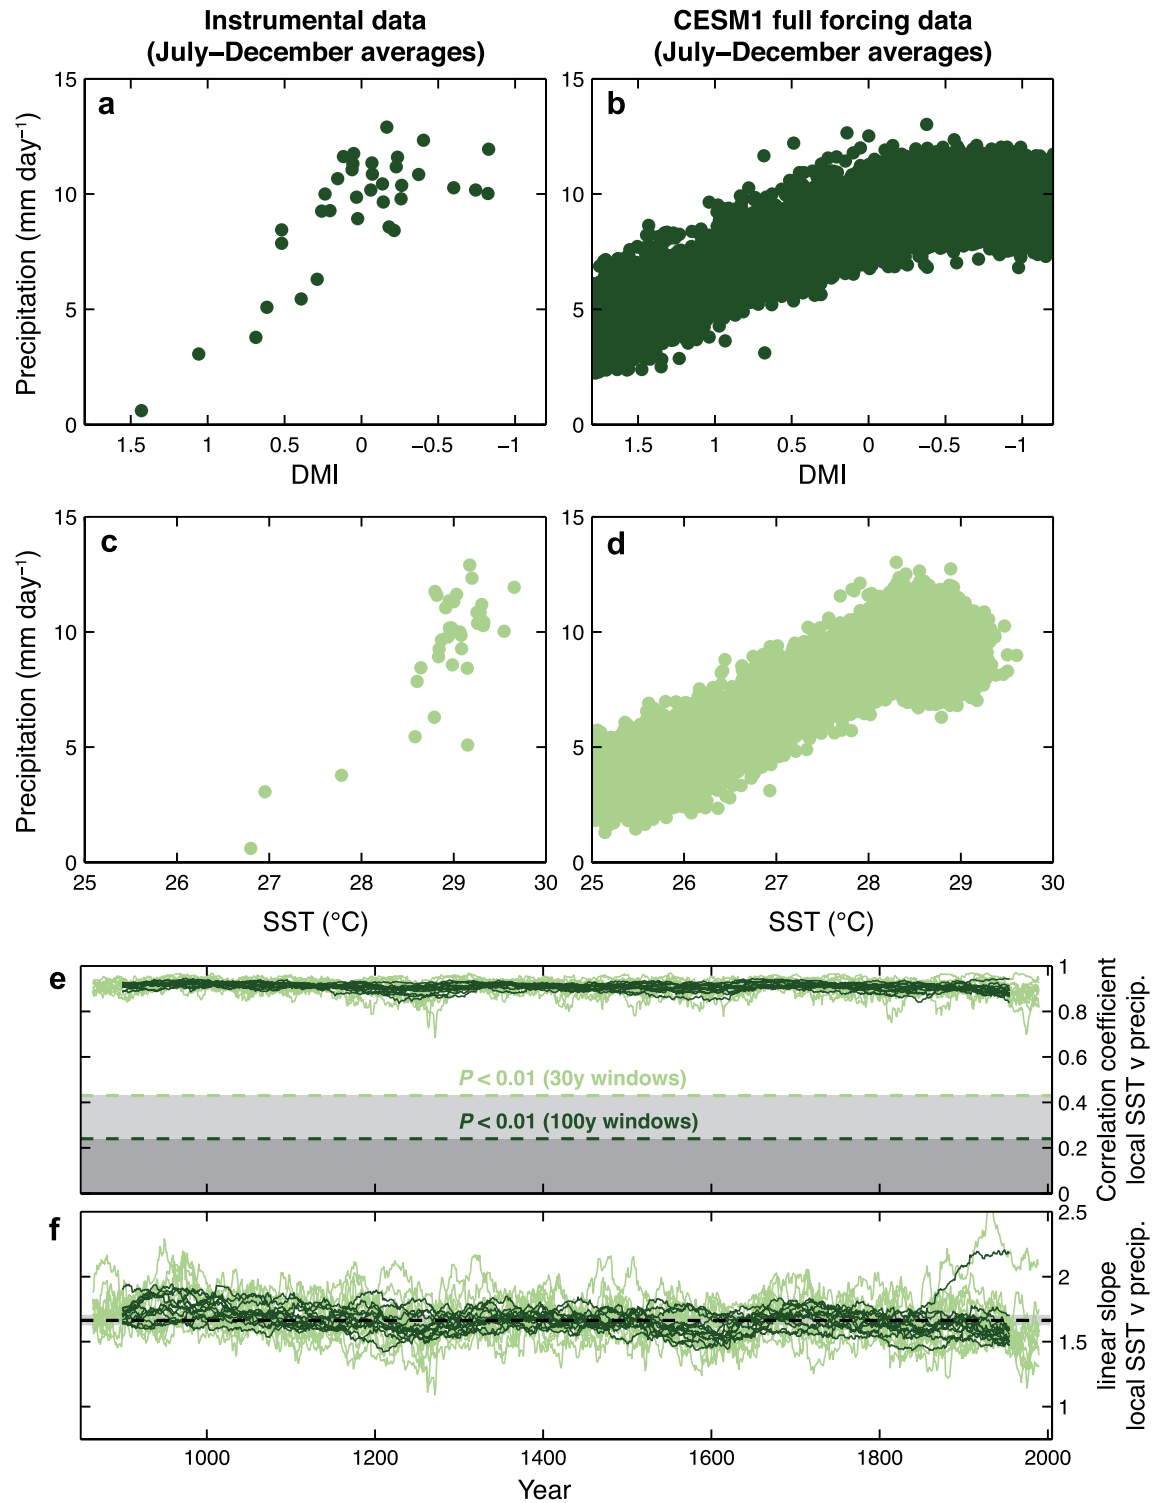 Instrumental data
(July–December averages)
CESM1 full forcing data
(July–December averages)
a
15
10
5
0
Precipitation (mm day⁻¹)
1.5 1 0.5 0 −0.5 −1
DMI
b
15
10
5
0
1.5 1 0.5 0 −0.5 −1
DMI
c
15
10
5
0
Precipitation (mm day⁻¹)
25 26 27 28 29 30
SST (°C)
d
15
10
5
0
25 26 27 28 29 30
SST (°C)
e
1
0.8
0.6
0.4
0.2
0
P < 0.01 (30y windows)
P < 0.01 (100y windows)
Correlation coefficient
local SST v precip.
f
2.5
2
1.5
1
linear slope
local SST v precip.
1000 1200 1400 1600 1800 2000
Year